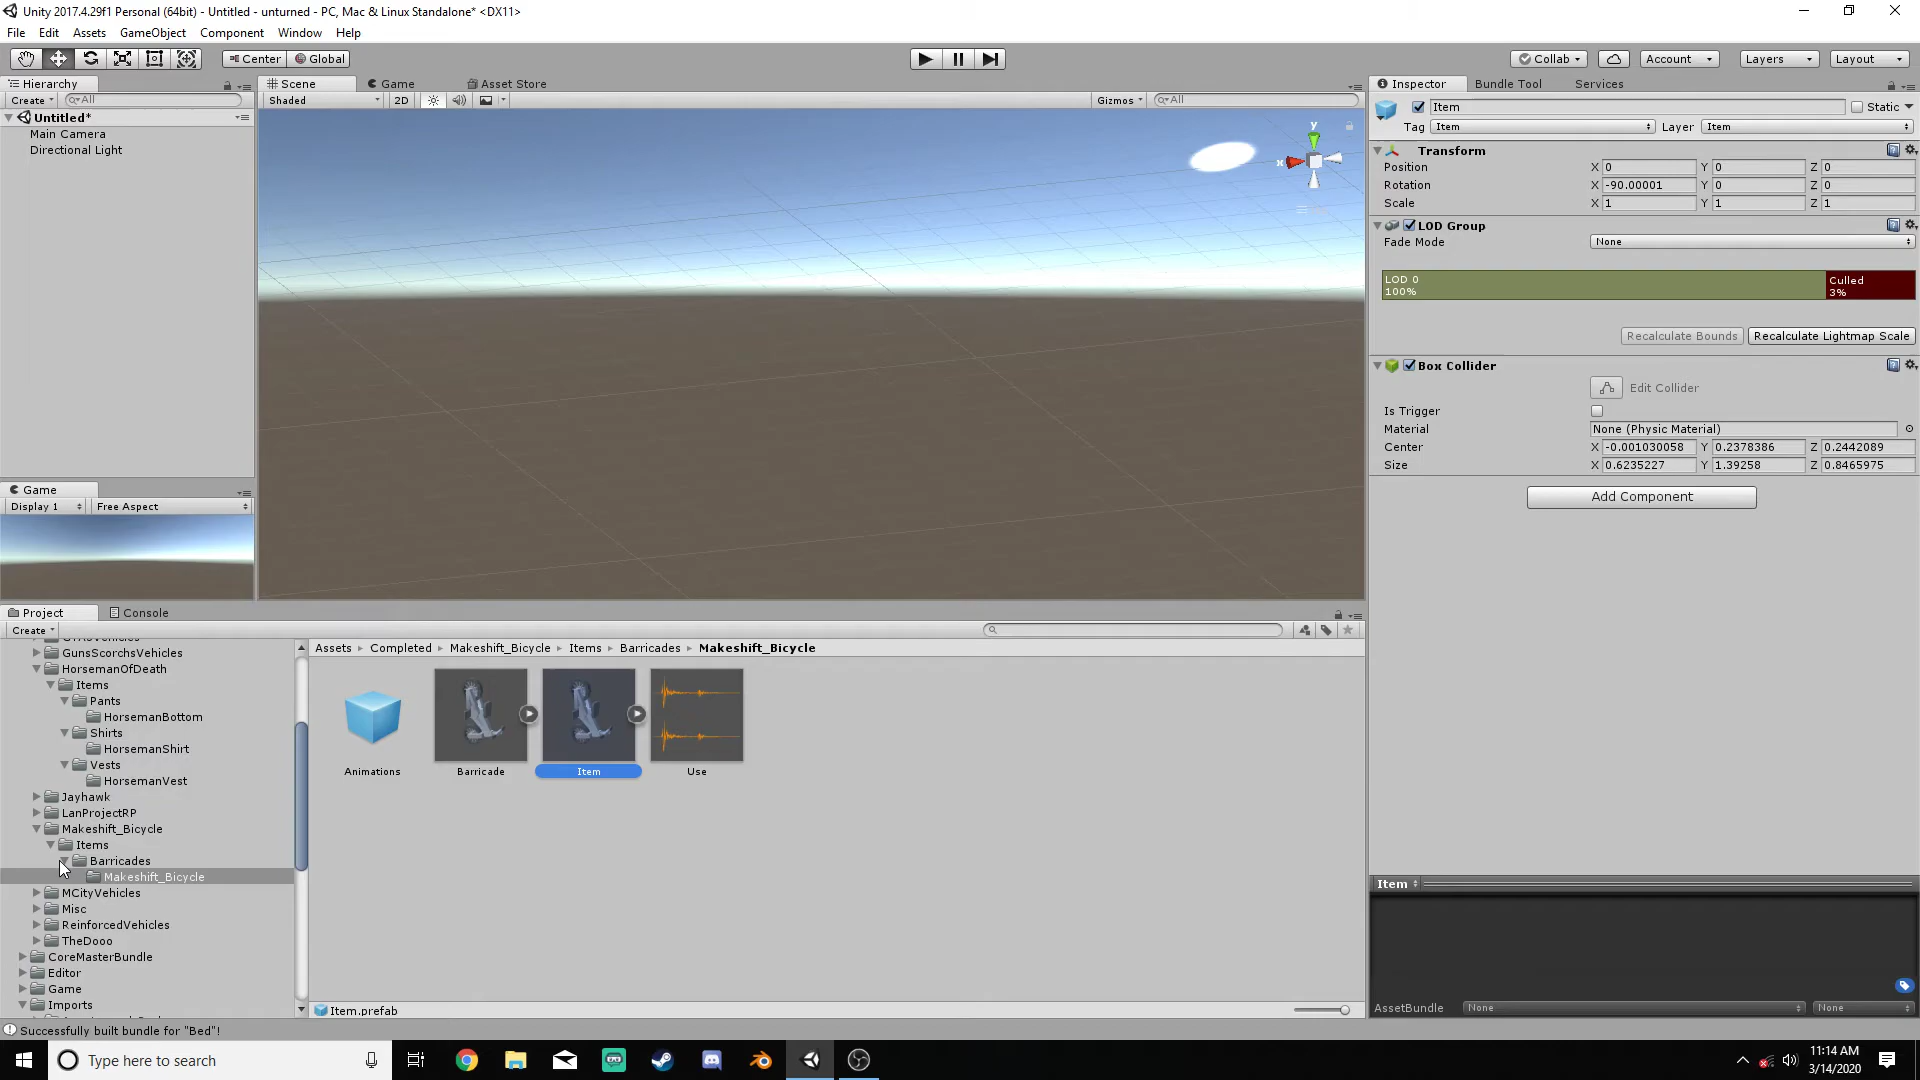 Unity 2017.4.29f1 Personal (64bit) - Untitled - unturned - PC, Mac & Linux Standalone* <DX11>
File Edit Assets GameObject Component Window Help
Center Global Collab Account Layers Layout
Hierarchy
Create All
Untitled*
Main Camera
Directional Light
Scene Game Asset Store
Shaded 2D Gizmos All
y
x
Inspector Bundle Tool Services
Item Static
Tag Item Layer Item
Transform
Position X 0 Y 0 Z 0
Rotation X -90.00001 Y 0 Z 0
Scale X 1 Y 1 Z 1
LOD Group
Fade Mode None
LOD 0 Culled
100% 3%
Recalculate Bounds Recalculate Lightmap Scale
Box Collider
Edit Collider
Is Trigger
Material None (Physic Material)
Center X -0.001030058 Y 0.2378386 Z 0.2442089
Size X 0.6235227 Y 1.39258 Z 0.8465975
Add Component
Game
Display 1 Free Aspect
Project Console
Create
GunsScorchsVehicles
HorsemanOfDeath
Items
Pants
HorsemanBottom
Shirts
HorsemanShirt
Vests
HorsemanVest
Jayhawk
LanProjectRP
Makeshift_Bicycle
Items
Barricades
Makeshift_Bicycle
MCityVehicles
Misc
ReinforcedVehicles
TheDooo
CoreMasterBundle
Editor
Game
Imports
Assets Completed Makeshift_Bicycle Items Barricades Makeshift_Bicycle
Animations Barricade Item Use
Item.prefab
Item
AssetBundle None None
Successfully built bundle for "Bed"!
Type here to search
11:14 AM
3/14/2020